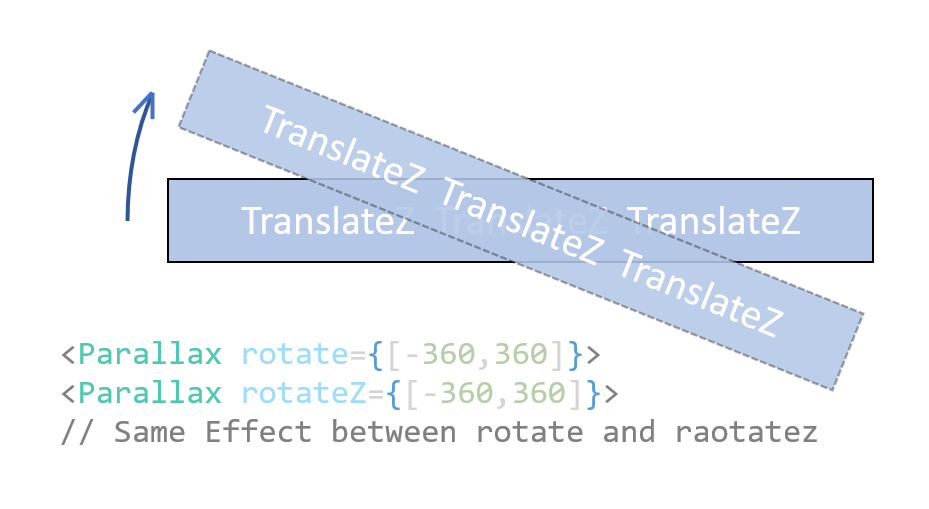 TranslateZ TranslateZ TranslateZ
TranslateZ TranslateZ TranslateZ
<Parallax rotate={[-360,360]}>
<Parallax rotateZ={[-360,360]}>
// Same Effect between rotate and raotatez